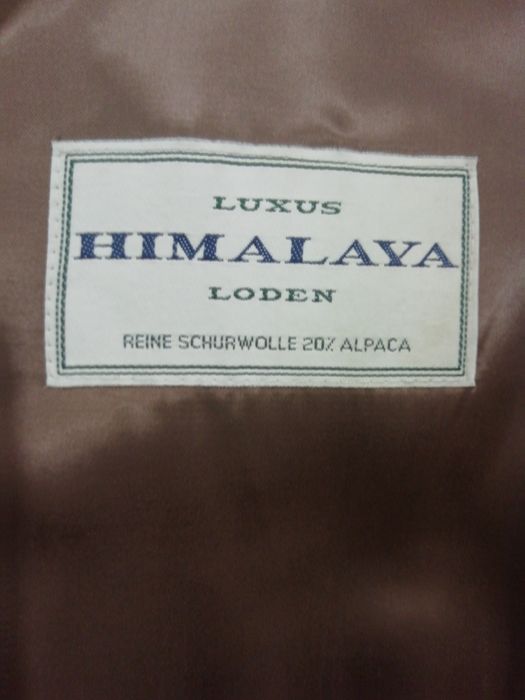 LUXUS
HIMALAYA
LODEN
REINE SCHURWOLLE 20% ALPACA